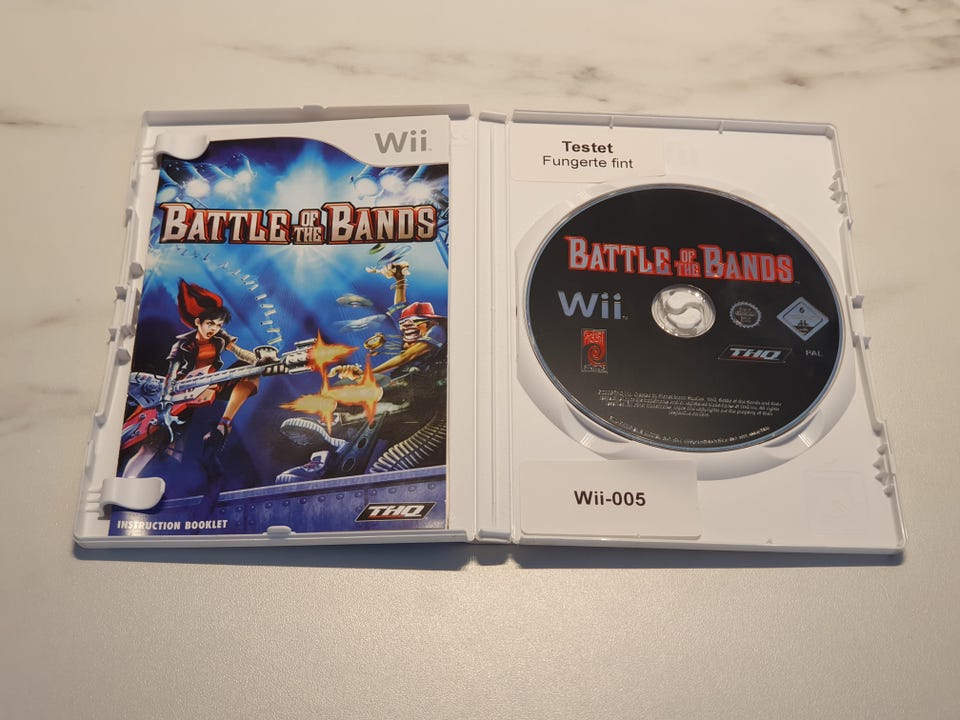 Wii
BATTLE OF THE BANDS
THQ
INSTRUCTION BOOKLET
Testet
Fungerte fint
BATTLE OF THE BANDS
Wii
THQ
PAL
Wii-005